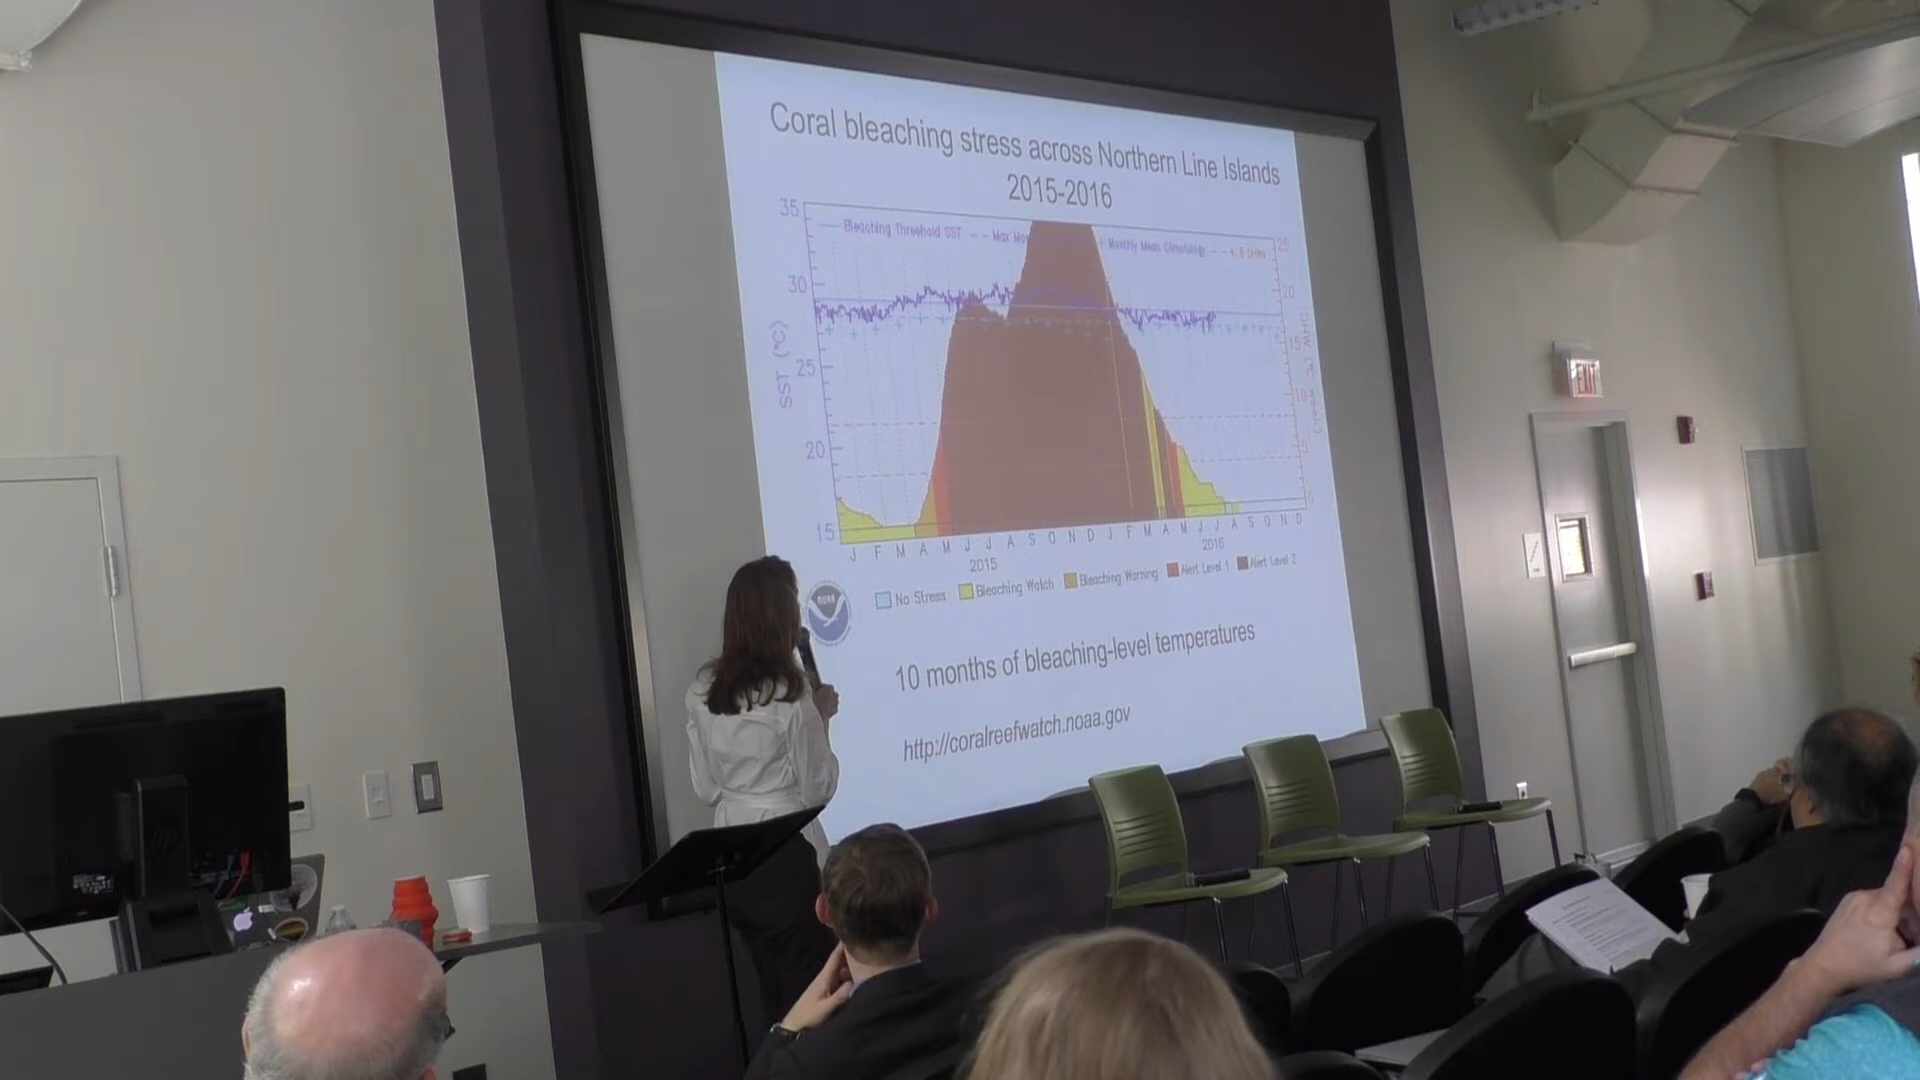 Coral bleaching stress across Northern Line Islands
2015-2016
35
Bleaching Threshold SST
Max
Monthly Mean Climatology
25
30
20
SST (°C)
25
15
10
20
5
15
0
J F M A M J J A S O N D J F M A M J J A S O N D
2015
2016
No Stress
Bleaching Watch
Bleaching Warning
Alert Level 1
Alert Level 2
NOAA
10 months of bleaching-level temperatures
http://coralreefwatch.noaa.gov
EXIT